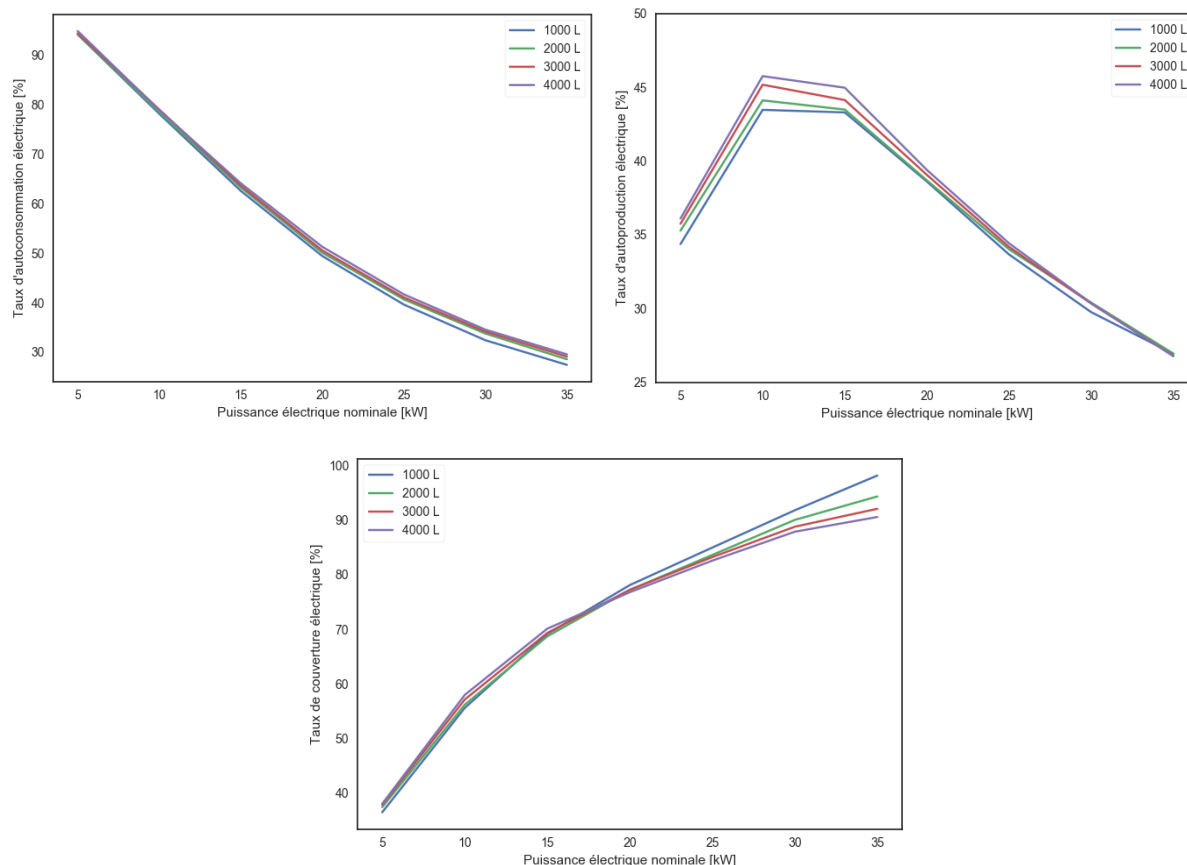 Taux d'autoconsommation électrique [%]
90
80
70
60
50
40
30
1000 L
2000 L
3000 L
4000 L
5 10 15 20 25 30 35
Puissance électrique nominale [kW]
Taux d'autoproduction électrique [%]
50
45
40
35
30
25
1000 L
2000 L
3000 L
4000 L
5 10 15 20 25 30 35
Puissance électrique nominale [kW]
Taux de couverture électrique [%]
100
90
80
70
60
50
40
1000 L
2000 L
3000 L
4000 L
5 10 15 20 25 30 35
Puissance électrique nominale [kW]